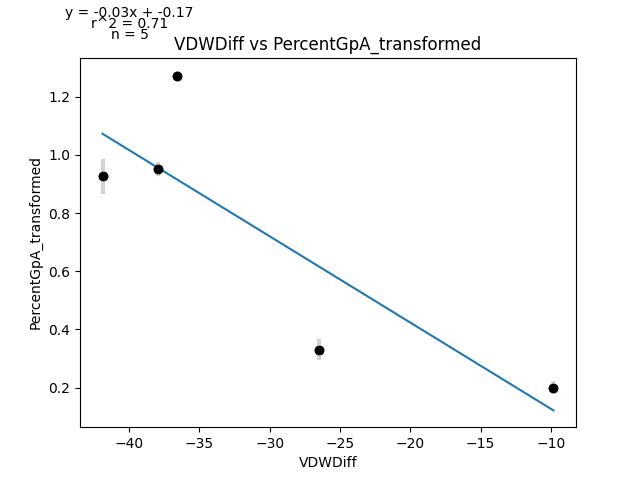 y = -0.03x + -0.17
r^2 = 0.71
n = 5
VDWDiff vs PercentGpA_transformed
PercentGpA_transformed
1.2
1.0
0.8
0.6
0.4
0.2
−40
−35
−30
−25
−20
−15
−10
VDWDiff